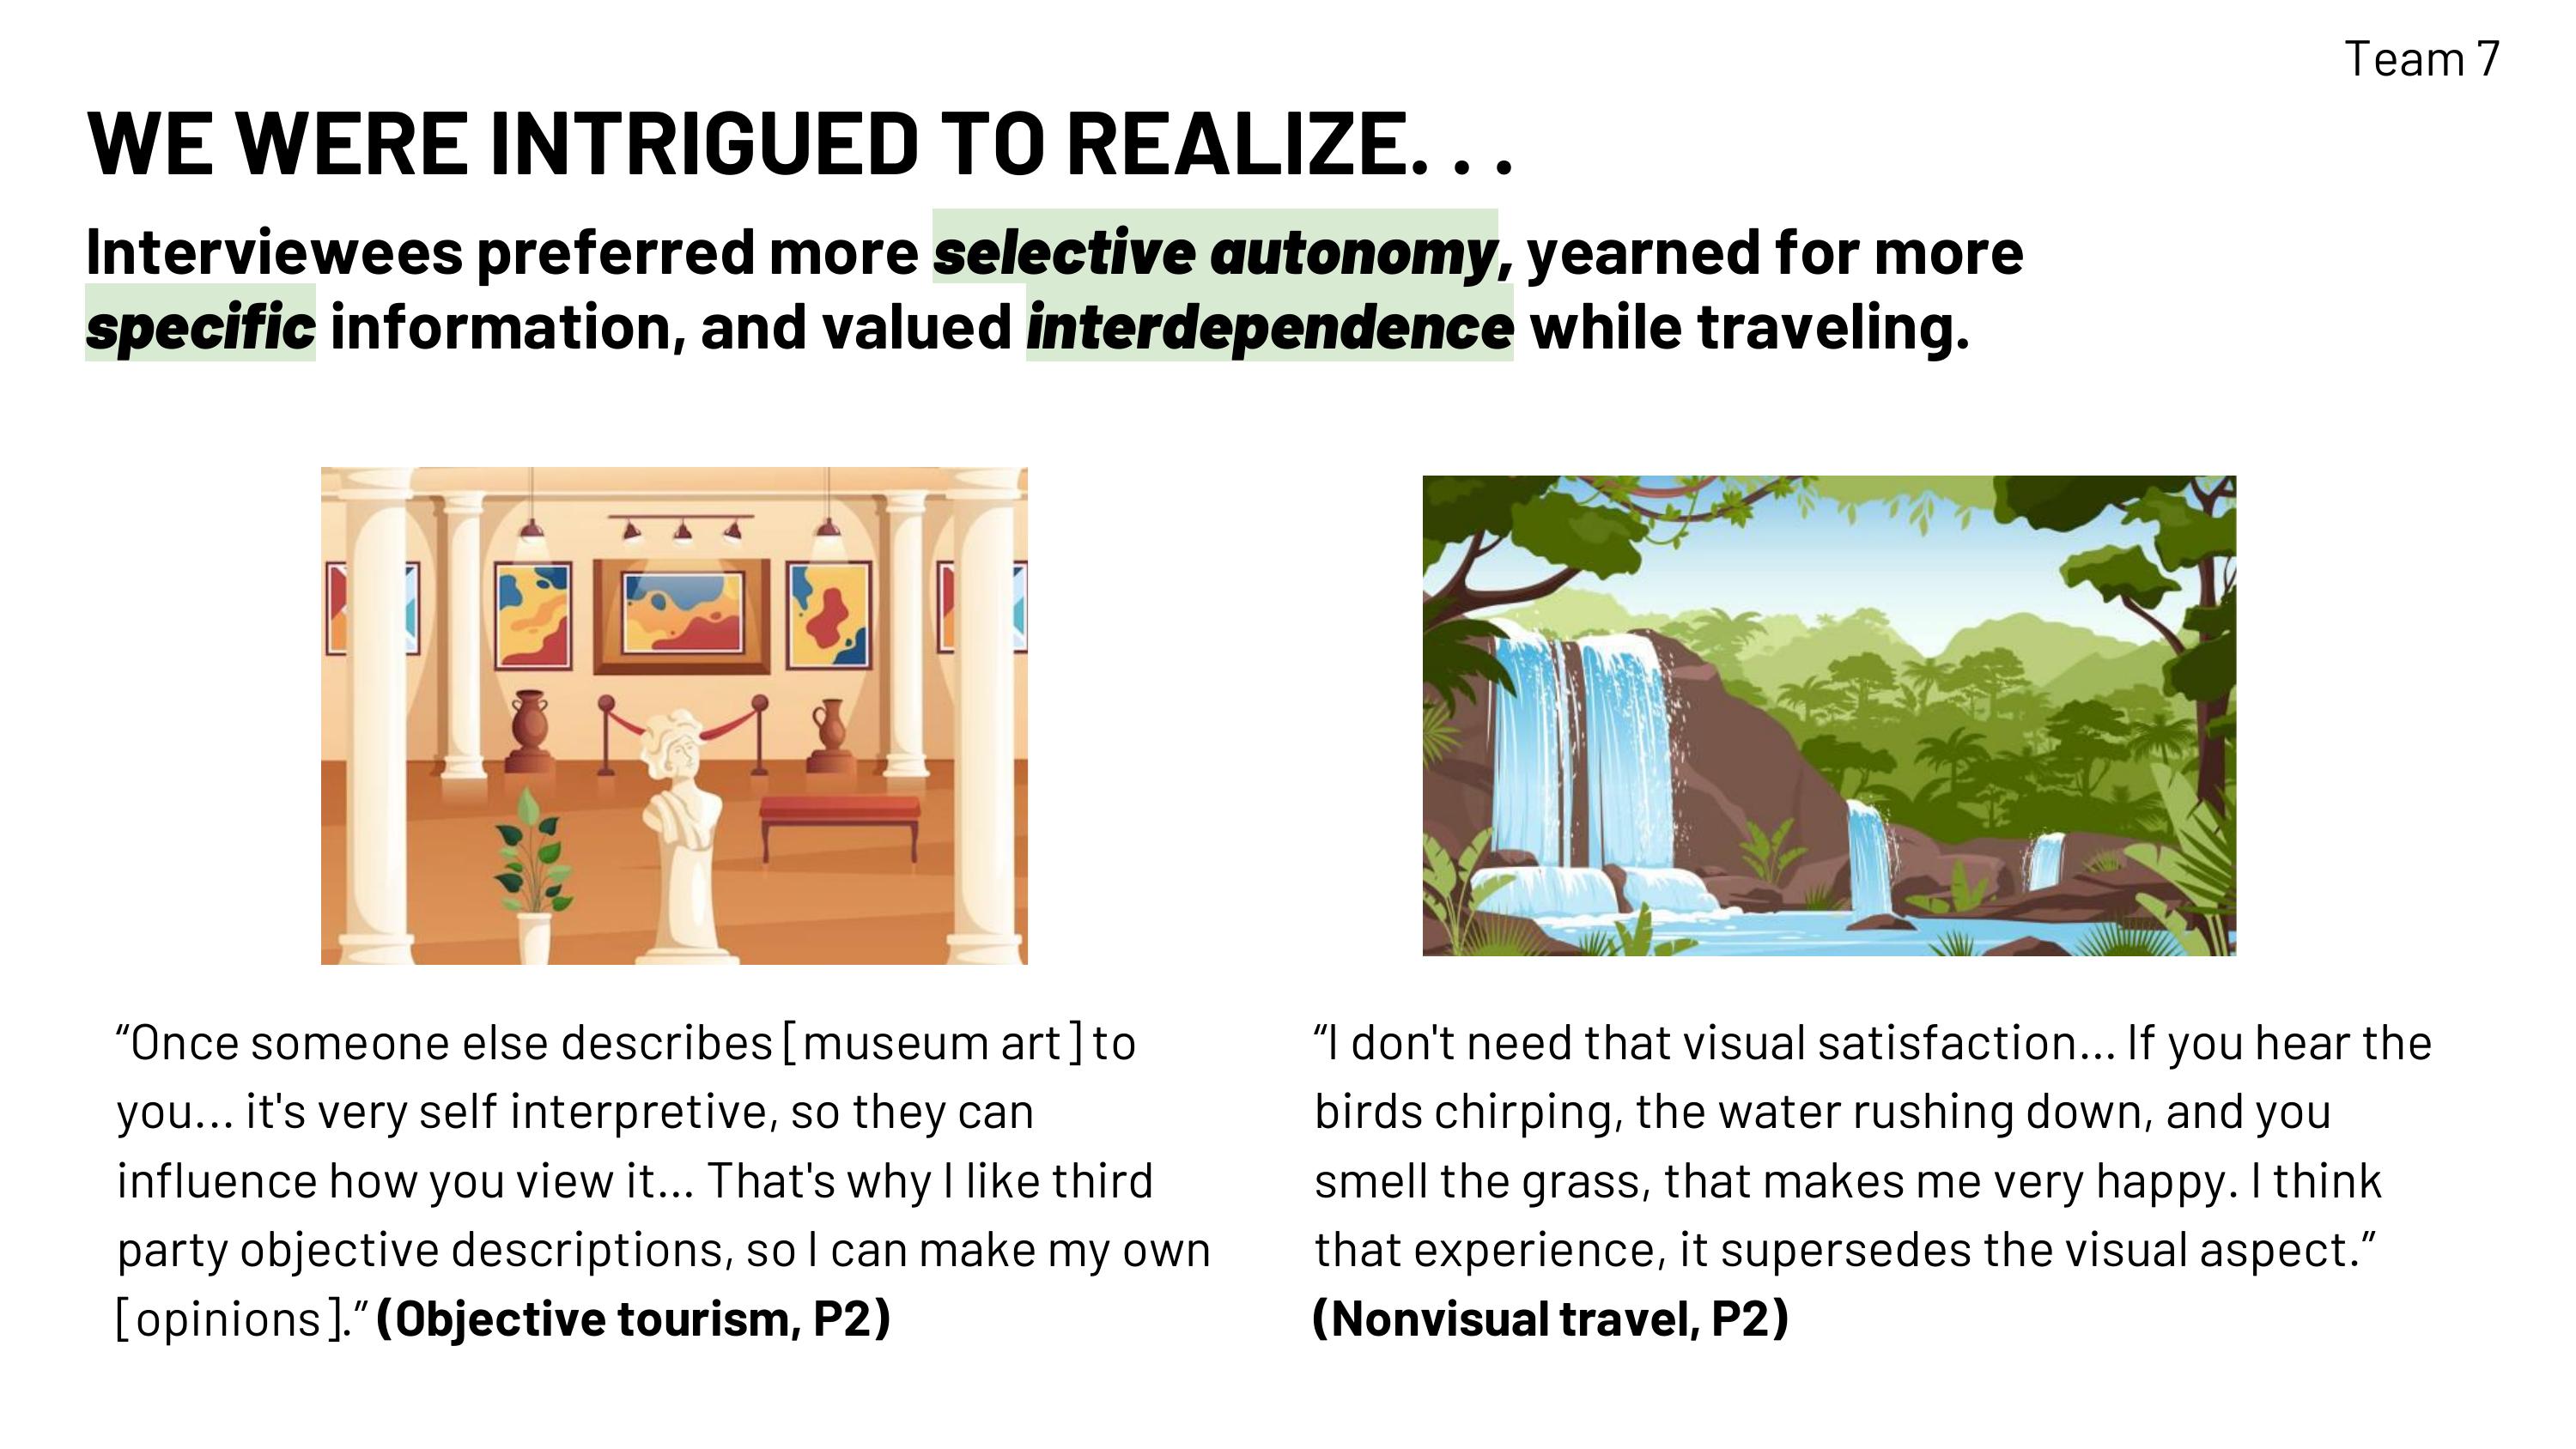 Team 7
WE WERE INTRIGUED TO REALIZE. . .
Interviewees preferred more selective autonomy, yearned for more
specific information, and valued interdependence while traveling.
“Once someone else describes [museum art] to
you... it's very self interpretive, so they can
influence how you view it... That's why I like third
party objective descriptions, so I can make my own
[opinions].” (Objective tourism, P2)
“I don't need that visual satisfaction... If you hear the
birds chirping, the water rushing down, and you
smell the grass, that makes me very happy. I think
that experience, it supersedes the visual aspect.”
(Nonvisual travel, P2)